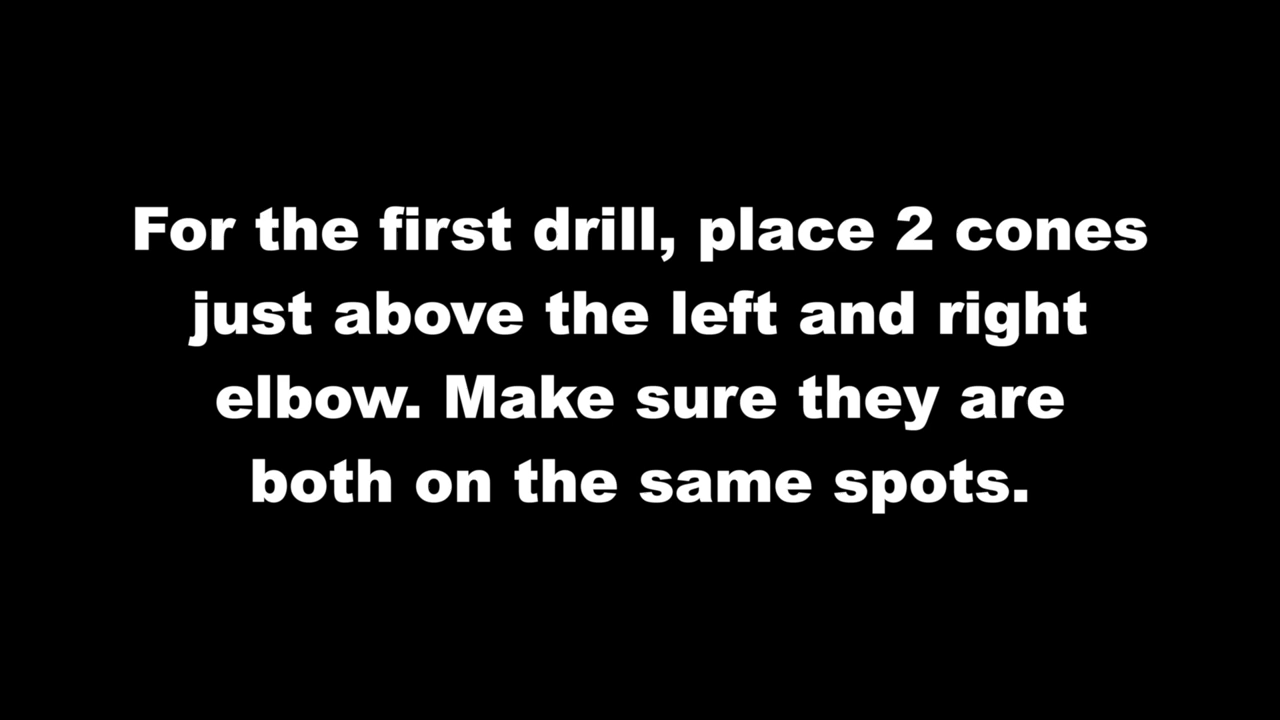 For the first drill, place 2 cones
just above the left and right
elbow. Make sure they are
both on the same spots.